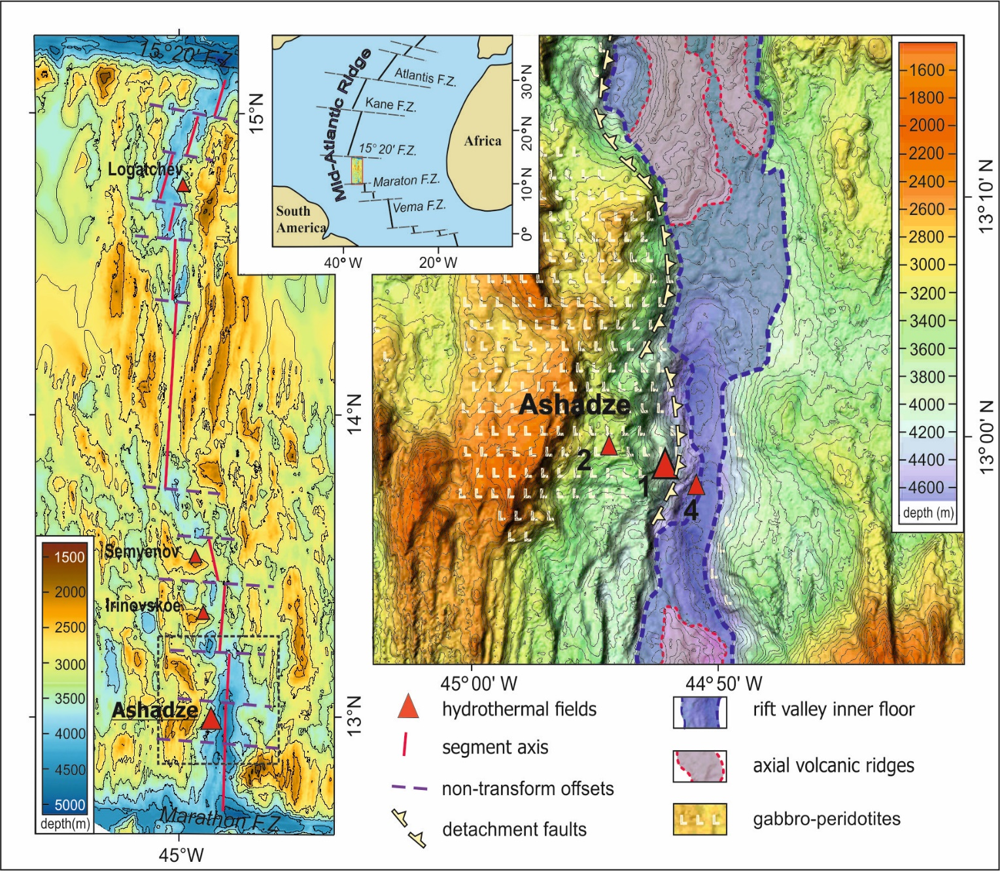 15°20' F.Z.
15°N
Logatchev
14°N
Semyenov
Irinovskoe
Ashadze
13°N
Marathon F.Z.
45°W
1500
2000
2500
3000
3500
4000
4500
5000
depth(m)
Mid-Atlantic Ridge
Atlantis F.Z.
Kane F.Z.
15° 20' F.Z.
Maraton F.Z.
Vema F.Z.
Africa
South
America
30°N
20°N
10°N
0°
40° W
20°W
Ashadze
2
1
4
1600
1800
2000
2200
2400
2600
2800
3000
3200
3400
3600
3800
4000
4200
4400
4600
depth (m)
13°10' N
13°00' N
45°00' W
44°50' W
hydrothermal fields
segment axis
non-transform offsets
detachment faults
rift valley inner floor
axial volcanic ridges
gabbro-peridotites